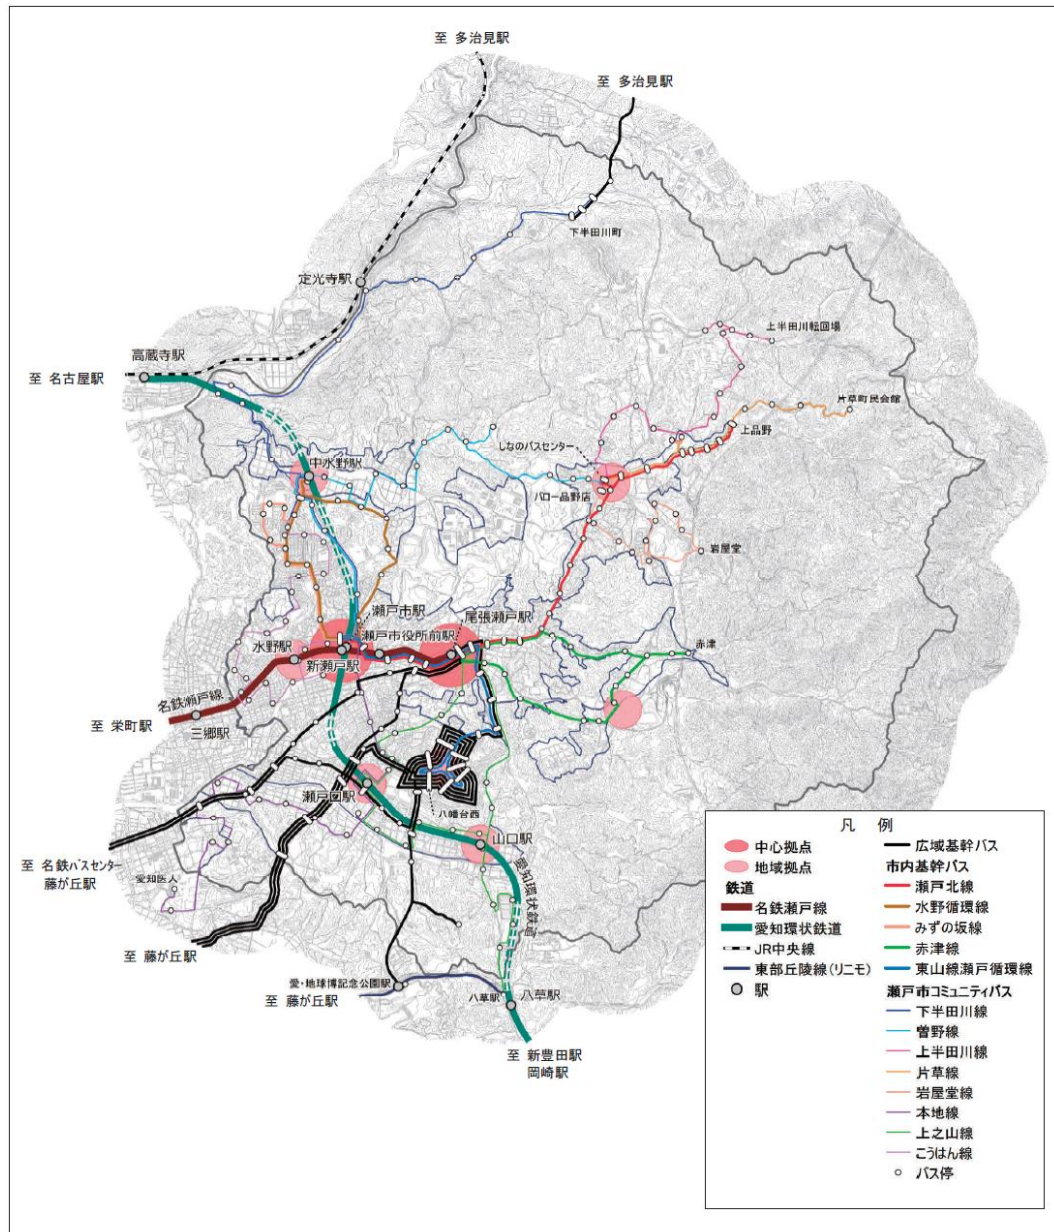 至 多治見駅
至 多治見駅
下半田川町
定光寺駅
上半田川転回場
高蔵寺駅
至 名古屋駅
片草町民会館
上品野
しなのバスセンター
中水野駅
バロー品野店
岩屋堂
瀬戸市駅
尾張瀬戸駅
瀬戸市役所前駅
水野駅
新瀬戸駅
赤津
名鉄瀬戸線
至 栄町駅
三郷駅
瀬戸口駅
八幡台西
山口駅
至 名鉄バスセンター
藤が丘駅
愛知医大
愛知環状鉄道
至 藤が丘駅
愛・地球博記念公園駅
至 藤が丘駅
八草駅
八草駅
至 新豊田駅
岡崎駅
凡 例
中心拠点
地域拠点
鉄道
名鉄瀬戸線
愛知環状鉄道
JR中央線
東部丘陵線(リニモ)
駅
広域基幹バス
市内基幹バス
瀬戸北線
水野循環線
みずの坂線
赤津線
東山線瀬戸循環線
瀬戸市コミュニティバス
下半田川線
曽野線
上半田川線
片草線
岩屋堂線
本地線
上之山線
こうはん線
バス停